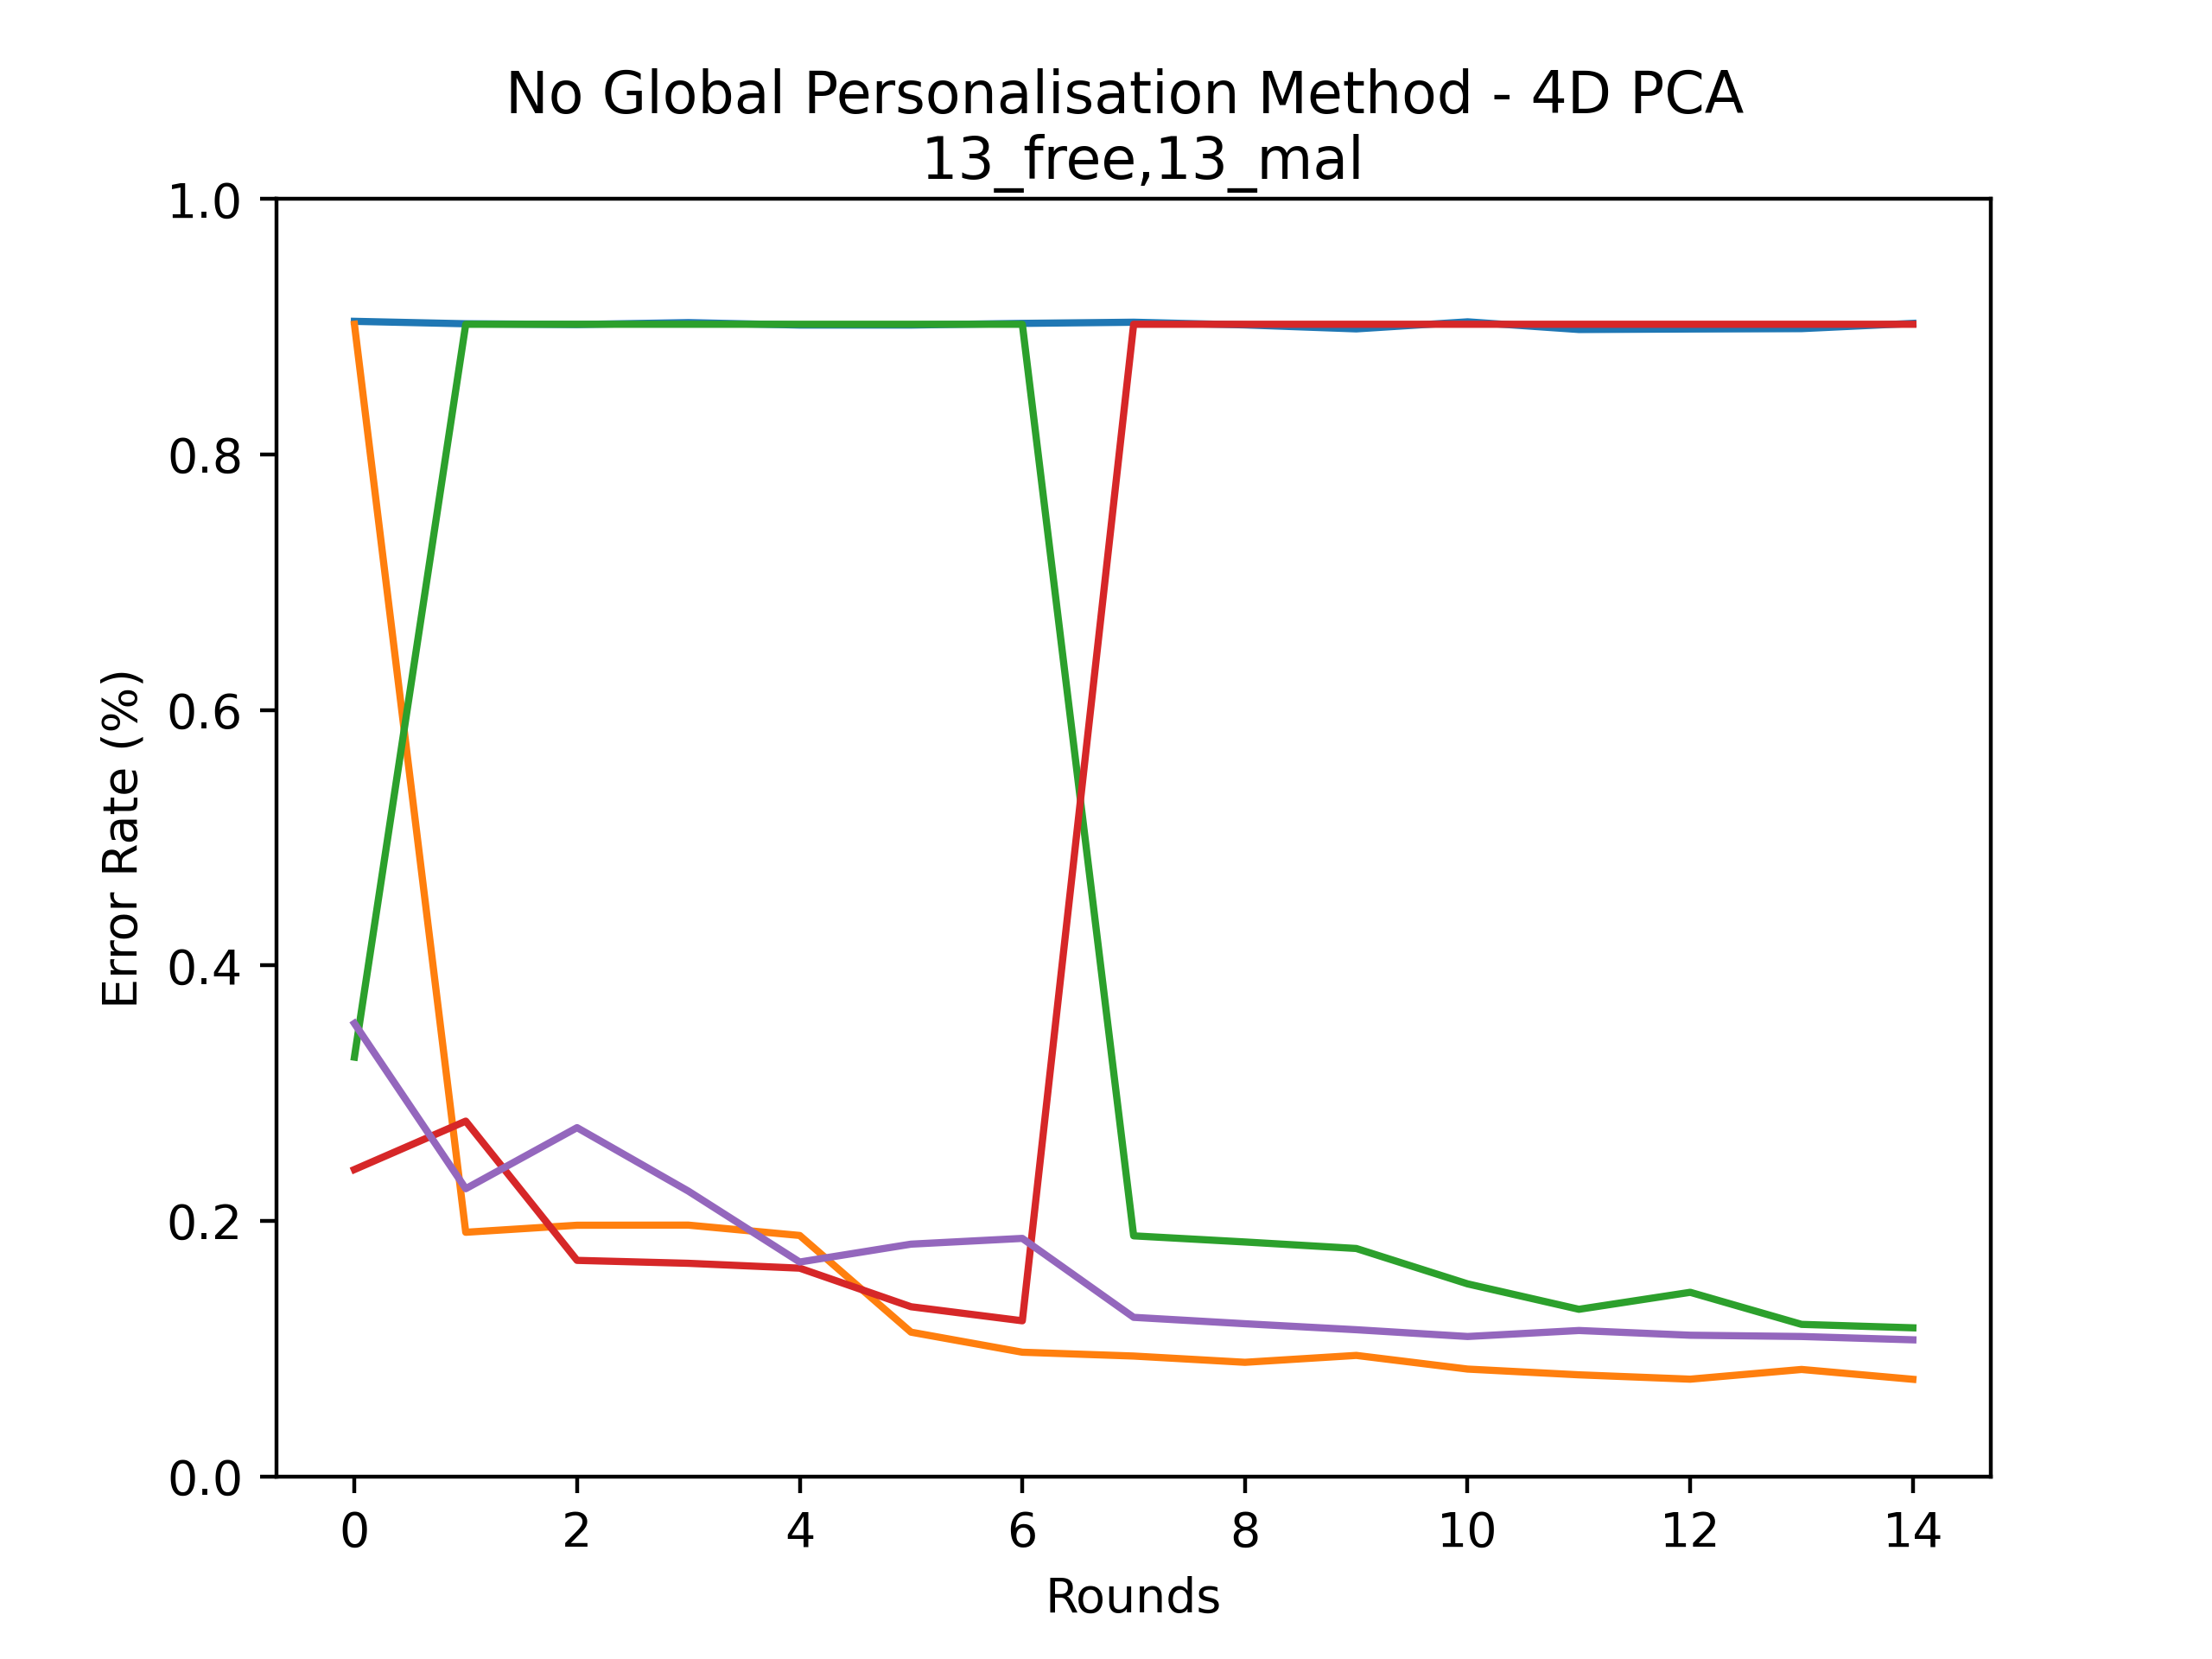 No Global Personalisation Method - 4D PCA
13_free,13_mal
1.0
0.8
0.6
0.4
0.2
0.0
Error Rate (%)
0 2 4 6 8 10 12 14
Rounds